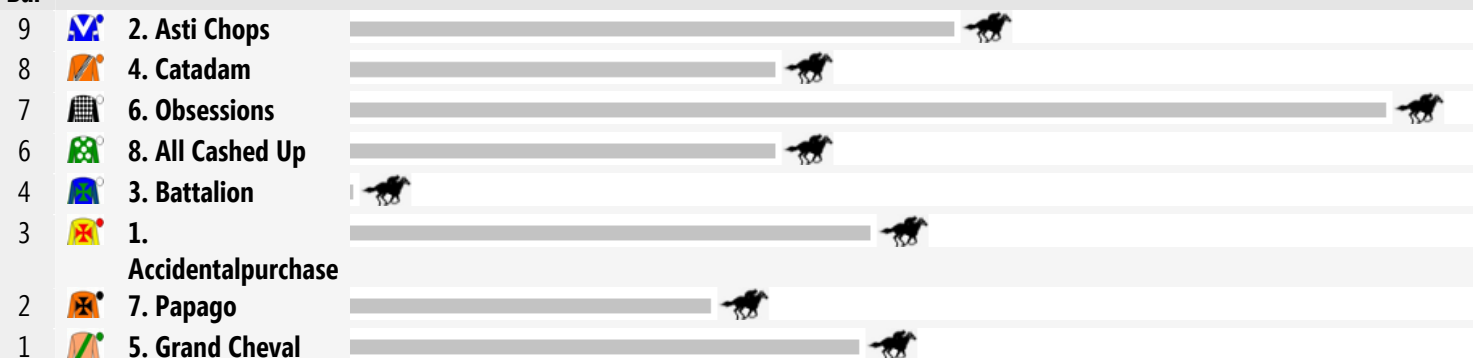 9 2. Asti Chops
8 4. Catadam
7 6. Obsessions
6 8. All Cashed Up
4 3. Battalion
3 1.
Accidentalpurchase
2 7. Papago
1 5. Grand Cheval